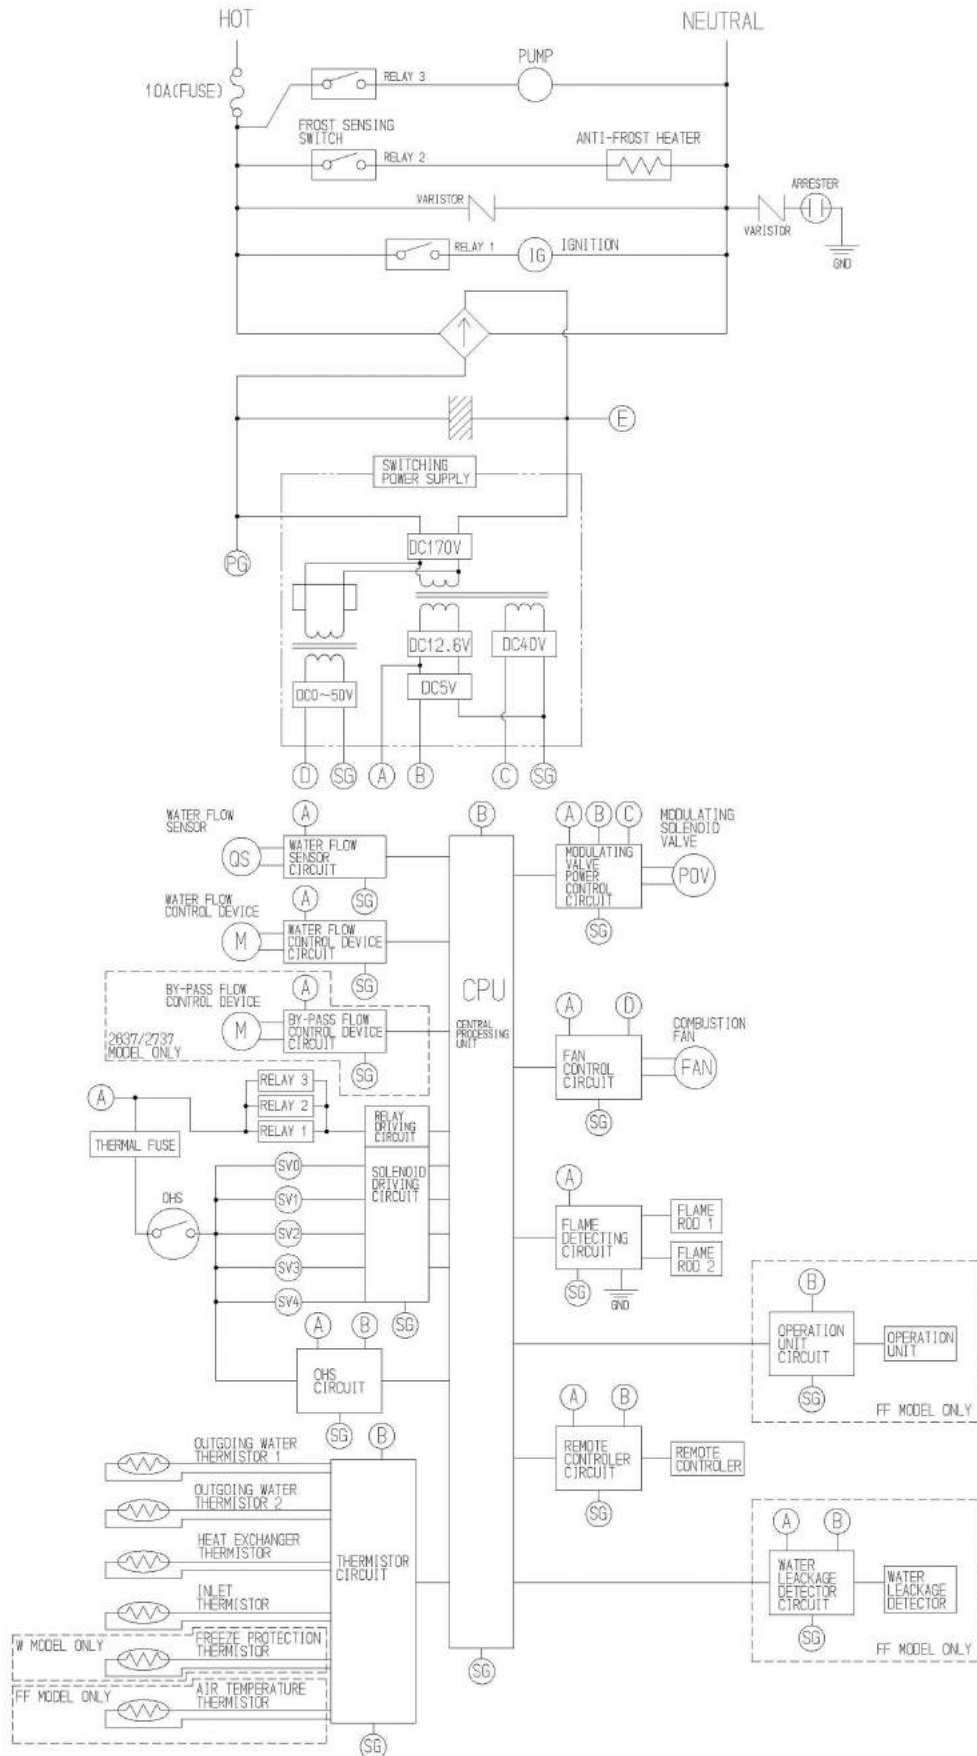 HOT
NEUTRAL
10A(FUSE)
RELAY 3
PUMP
FROST SENSING
SWITCH
RELAY 2
ANTI-FROST HEATER
VARISTOR
ARRESTER
VARISTOR
GND
RELAY 1
IG
IGNITION
E
SWITCHING
POWER SUPPLY
PG
DC170V
DC12.6V
DC40V
DC5V
DC0~50V
D
SG
A
B
C
SG
WATER FLOW
SENSOR
QS
A
WATER FLOW
SENSOR
CIRCUIT
SG
WATER FLOW
CONTROL DEVICE
M
A
WATER FLOW
CONTROL DEVICE
CIRCUIT
SG
BY-PASS FLOW
CONTROL DEVICE
M
A
BY-PASS FLOW
CONTROL DEVICE
CIRCUIT
SG
2637/2737
MODEL ONLY
A
RELAY 3
RELAY 2
RELAY 1
RELAY
DRIVING
CIRCUIT
THERMAL FUSE
OHS
SV0
SV1
SV2
SV3
SV4
SOLENOID
DRIVING
CIRCUIT
SG
A
B
OHS
CIRCUIT
SG
B
OUTGOING WATER
THERMISTOR 1
OUTGOING WATER
THERMISTOR 2
HEAT EXCHANGER
THERMISTOR
INLET
THERMISTOR
W MODEL ONLY
FREEZE PROTECTION
THERMISTOR
FF MODEL ONLY
AIR TEMPERATURE
THERMISTOR
THERMISTOR
CIRCUIT
SG
B
CPU
CENTRAL
PROCESSING
UNIT
SG
A
B
C
MODULATING
VALVE
POWER
CONTROL
CIRCUIT
SG
MODULATING
SOLENOID
VALVE
POV
A
D
FAN
CONTROL
CIRCUIT
SG
COMBUSTION
FAN
FAN
A
FLAME
DETECTING
CIRCUIT
SG
GND
FLAME
ROD 1
FLAME
ROD 2
B
OPERATION
UNIT
CIRCUIT
OPERATION
UNIT
SG
FF MODEL ONLY
A
B
REMOTE
CONTROLER
CIRCUIT
REMOTE
CONTROLER
SG
A
B
WATER
LEACKAGE
DETECTOR
CIRCUIT
WATER
LEACKAGE
DETECTOR
SG
FF MODEL ONLY